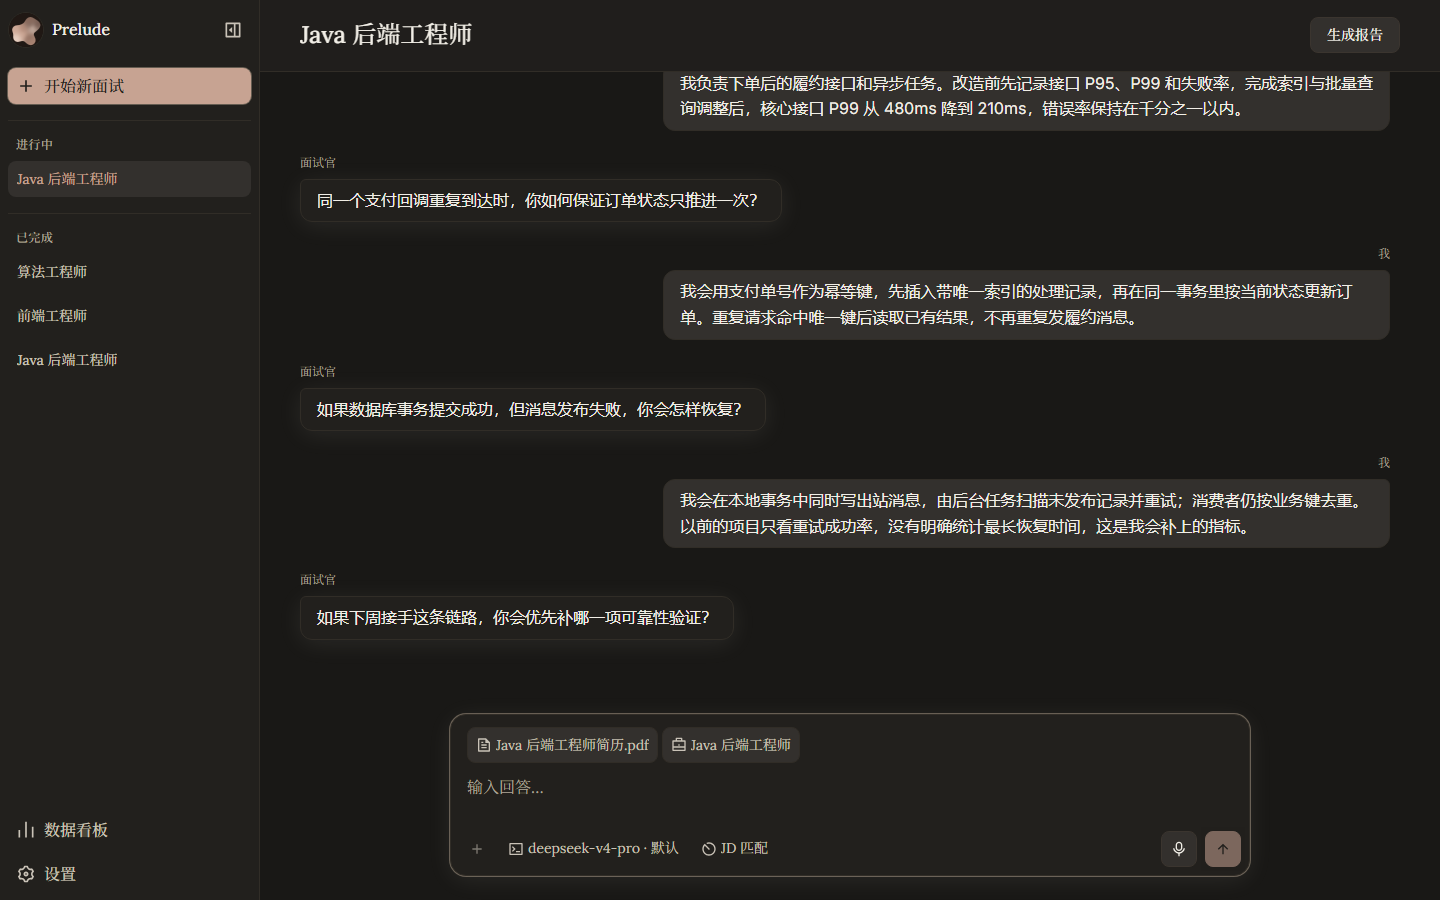 Prelude
开始新面试
进行中
Java 后端工程师
已完成
算法工程师
前端工程师
Java 后端工程师
数据看板
设置
Java 后端工程师
生成报告
我负责下单后的履约接口和异步任务。改造前先记录接口 P95、P99 和失败率，完成索引与批量查
询调整后，核心接口 P99 从 480ms 降到 210ms，错误率保持在千分之一以内。
面试官
同一个支付回调重复到达时，你如何保证订单状态只推进一次？
我
我会用支付单号作为幂等键，先插入带唯一索引的处理记录，再在同一事务里按当前状态更新订
单。重复请求命中唯一键后读取已有结果，不再重复发履约消息。
面试官
如果数据库事务提交成功，但消息发布失败，你会怎样恢复？
我
我会在本地事务中同时写出站消息，由后台任务扫描未发布记录并重试；消费者仍按业务键去重。
以前的项目只看重试成功率，没有明确统计最长恢复时间，这是我会补上的指标。
面试官
如果下周接手这条链路，你会优先补哪一项可靠性验证？
Java 后端工程师简历.pdf
Java 后端工程师
输入回答...
deepseek-v4-pro · 默认
JD 匹配